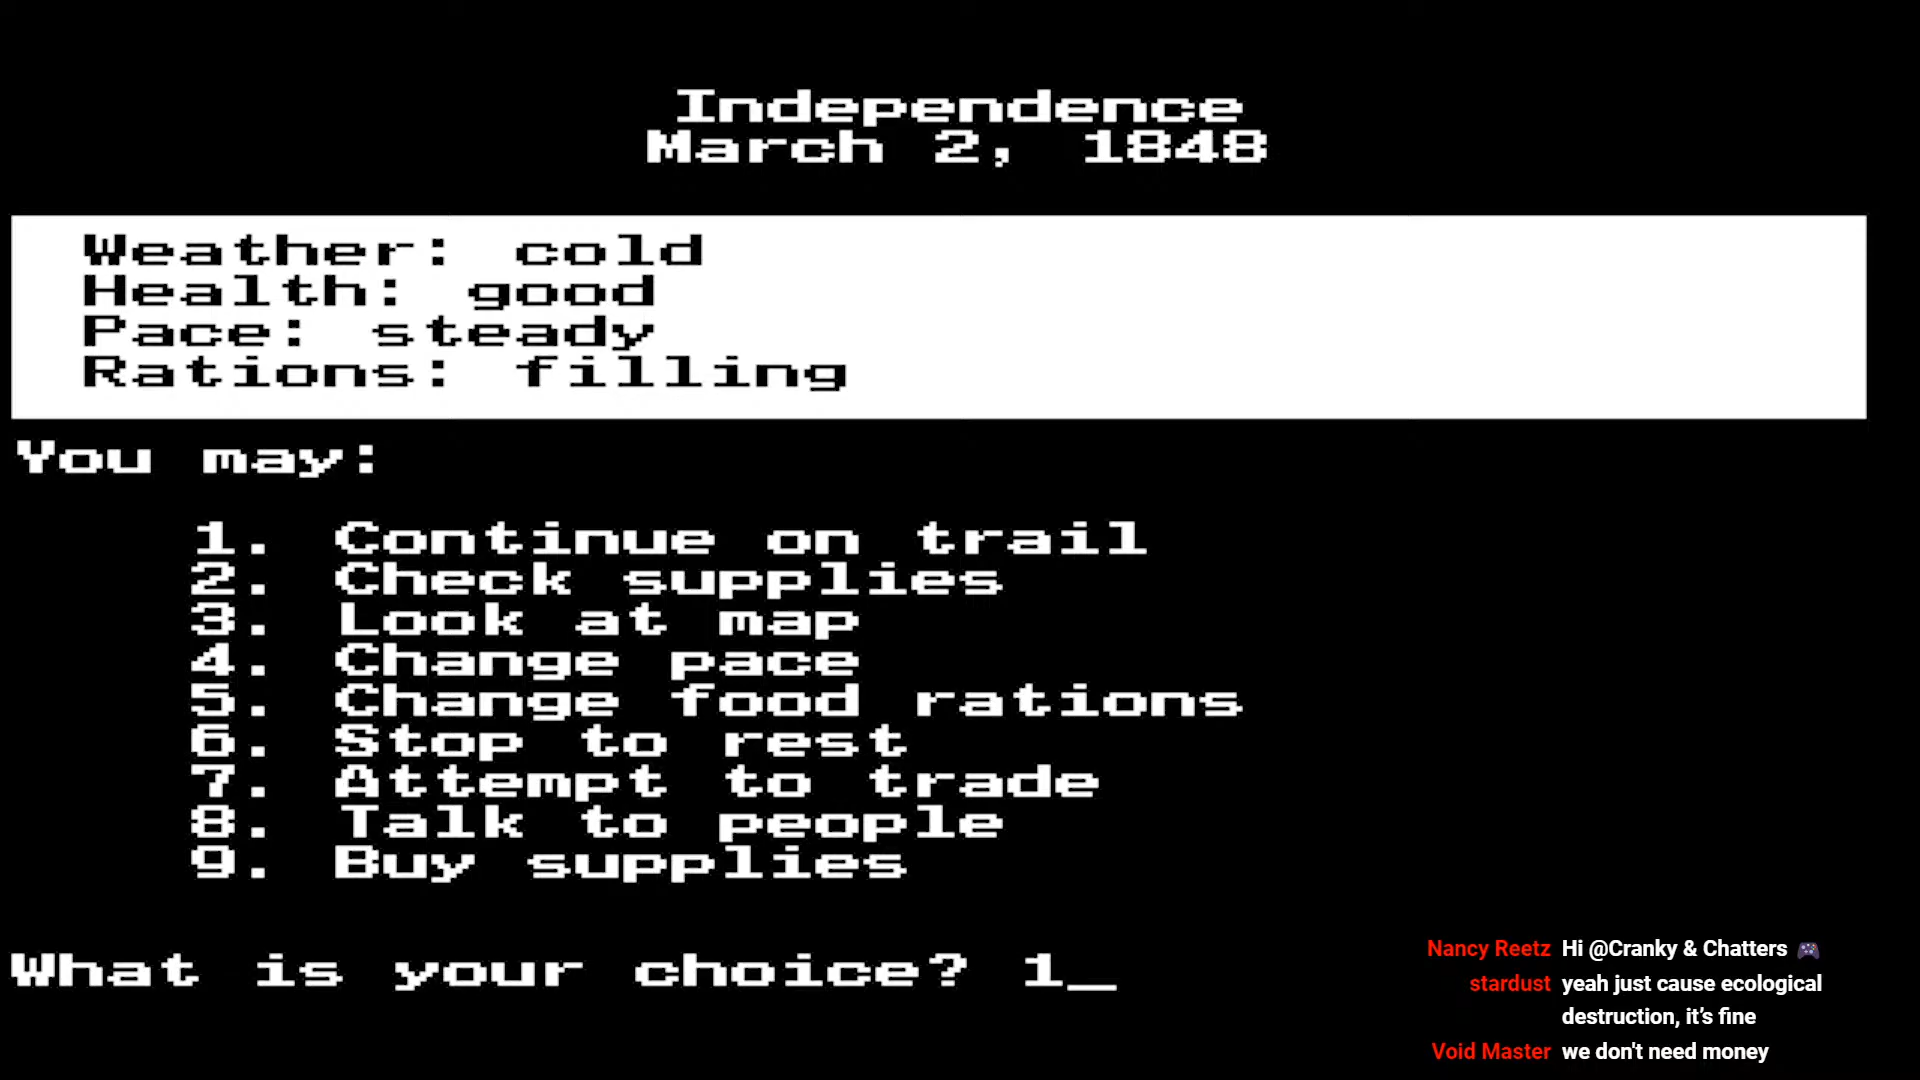 Independence
March 2, 1848
Weather: cold
Health: good
Pace: steady
Rations: filling
You may:
1. Continue on trail
2. Check supplies
3. Look at map
4. Change pace
5. Change food rations
6. Stop to rest
7. Attempt to trade
8. Talk to people
9. Buy supplies
What is your choice? 1_
Nancy Reetz Hi @Cranky & Chatters 🎮
stardust yeah just cause ecological
destruction, it's fine
Void Master we don't need money